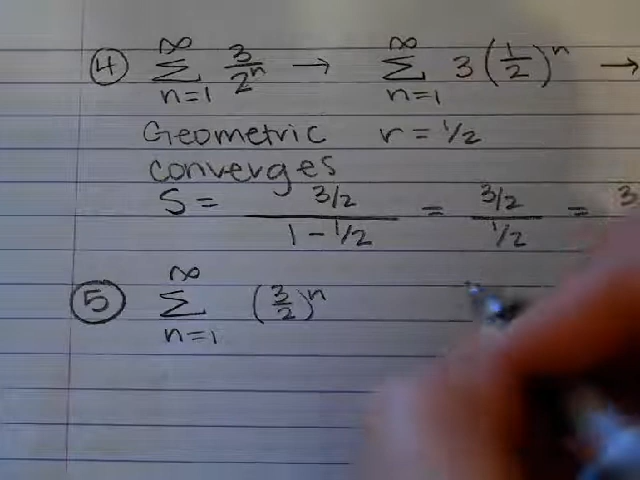 ④ ∞ ∑ n=1 3/2ⁿ → ∞ ∑ n=1 3(1/2)ⁿ →
Geometric r = 1/2
converges
S = 3/2 / 1 - 1/2 = 3/2 / 1/2 = 3
⑤ ∞ ∑ n=1 (3/2)ⁿ